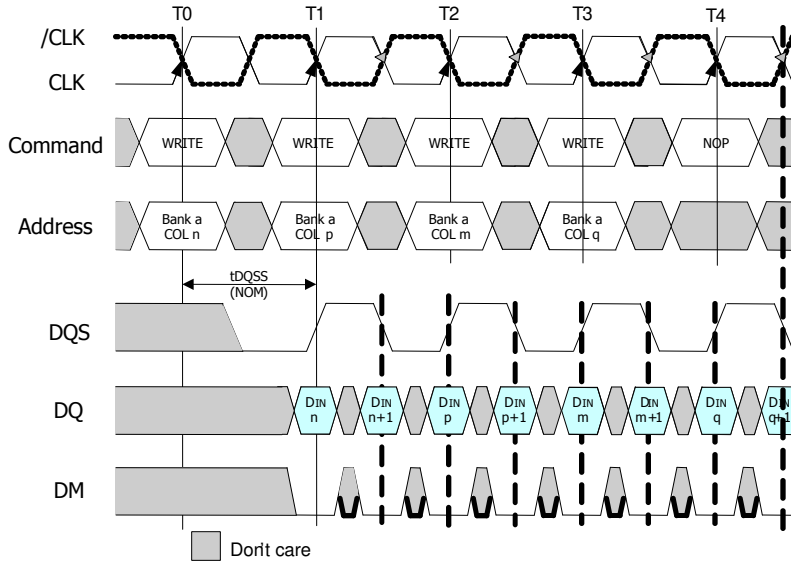 T0 T1 T2 T3 T4
/CLK
CLK
Command WRITE WRITE WRITE WRITE NOP
Address
Bank a
COL n
Bank a
COL p
Bank a
COL m
Bank a
COL q
tDQSS
(NOM)
DQS
DQ
DIN
n
DIN
n+1
DIN
p
DIN
p+1
DIN
m
DIN
m+1
DIN
q
DIN
q+1
DM
Don't care